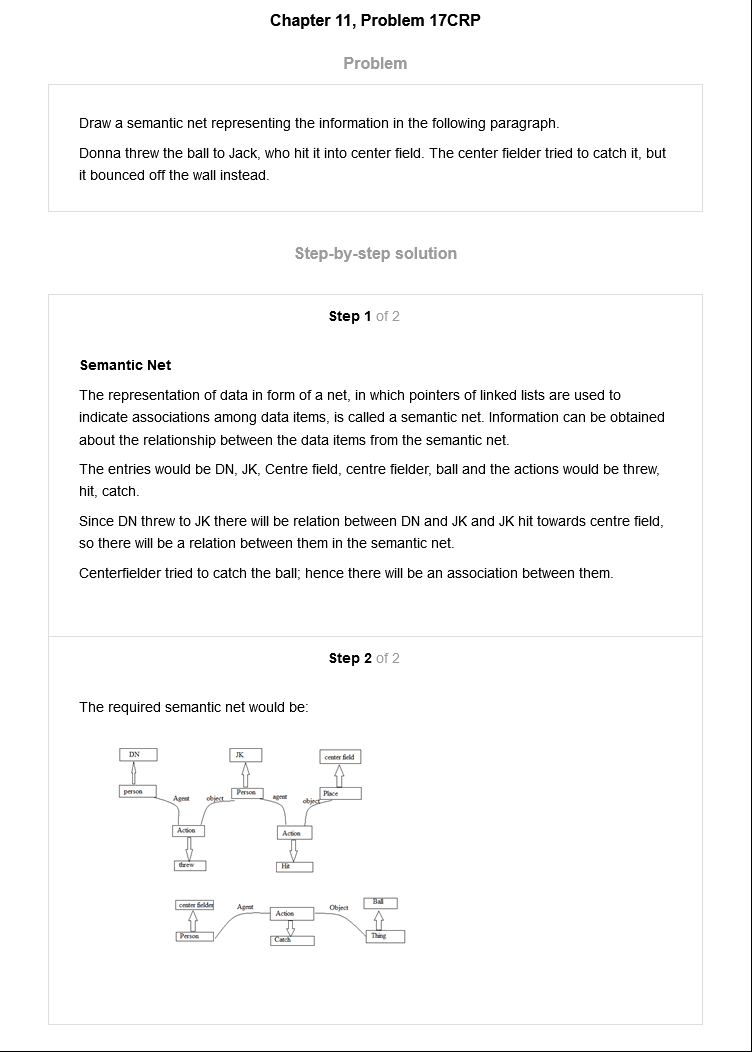 Chapter 11, Problem 17CRP
Problem
Draw a semantic net representing the information in the following paragraph.
Donna threw the ball to Jack, who hit it into center field. The center fielder tried to catch it, but
it bounced off the wall instead.
Step-by-step solution
Step 1 of 2
Semantic Net
The representation of data in form of a net, in which pointers of linked lists are used to
indicate associations among data items, is called a semantic net. Information can be obtained
about the relationship between the data items from the semantic net.
The entries would be DN, JK, Centre field, centre fielder, ball and the actions would be threw,
hit, catch.
Since DN threw to JK there will be relation between DN and JK and JK hit towards centre field,
so there will be a relation between them in the semantic net.
Centerfielder tried to catch the ball; hence there will be an association between them.
Step 2 of 2
The required semantic net would be:
DN JK center field
person Agent object Person agent object Place
Action Action
threw Hit
center fielder Agent Action Object Ball
Person Catch Thing